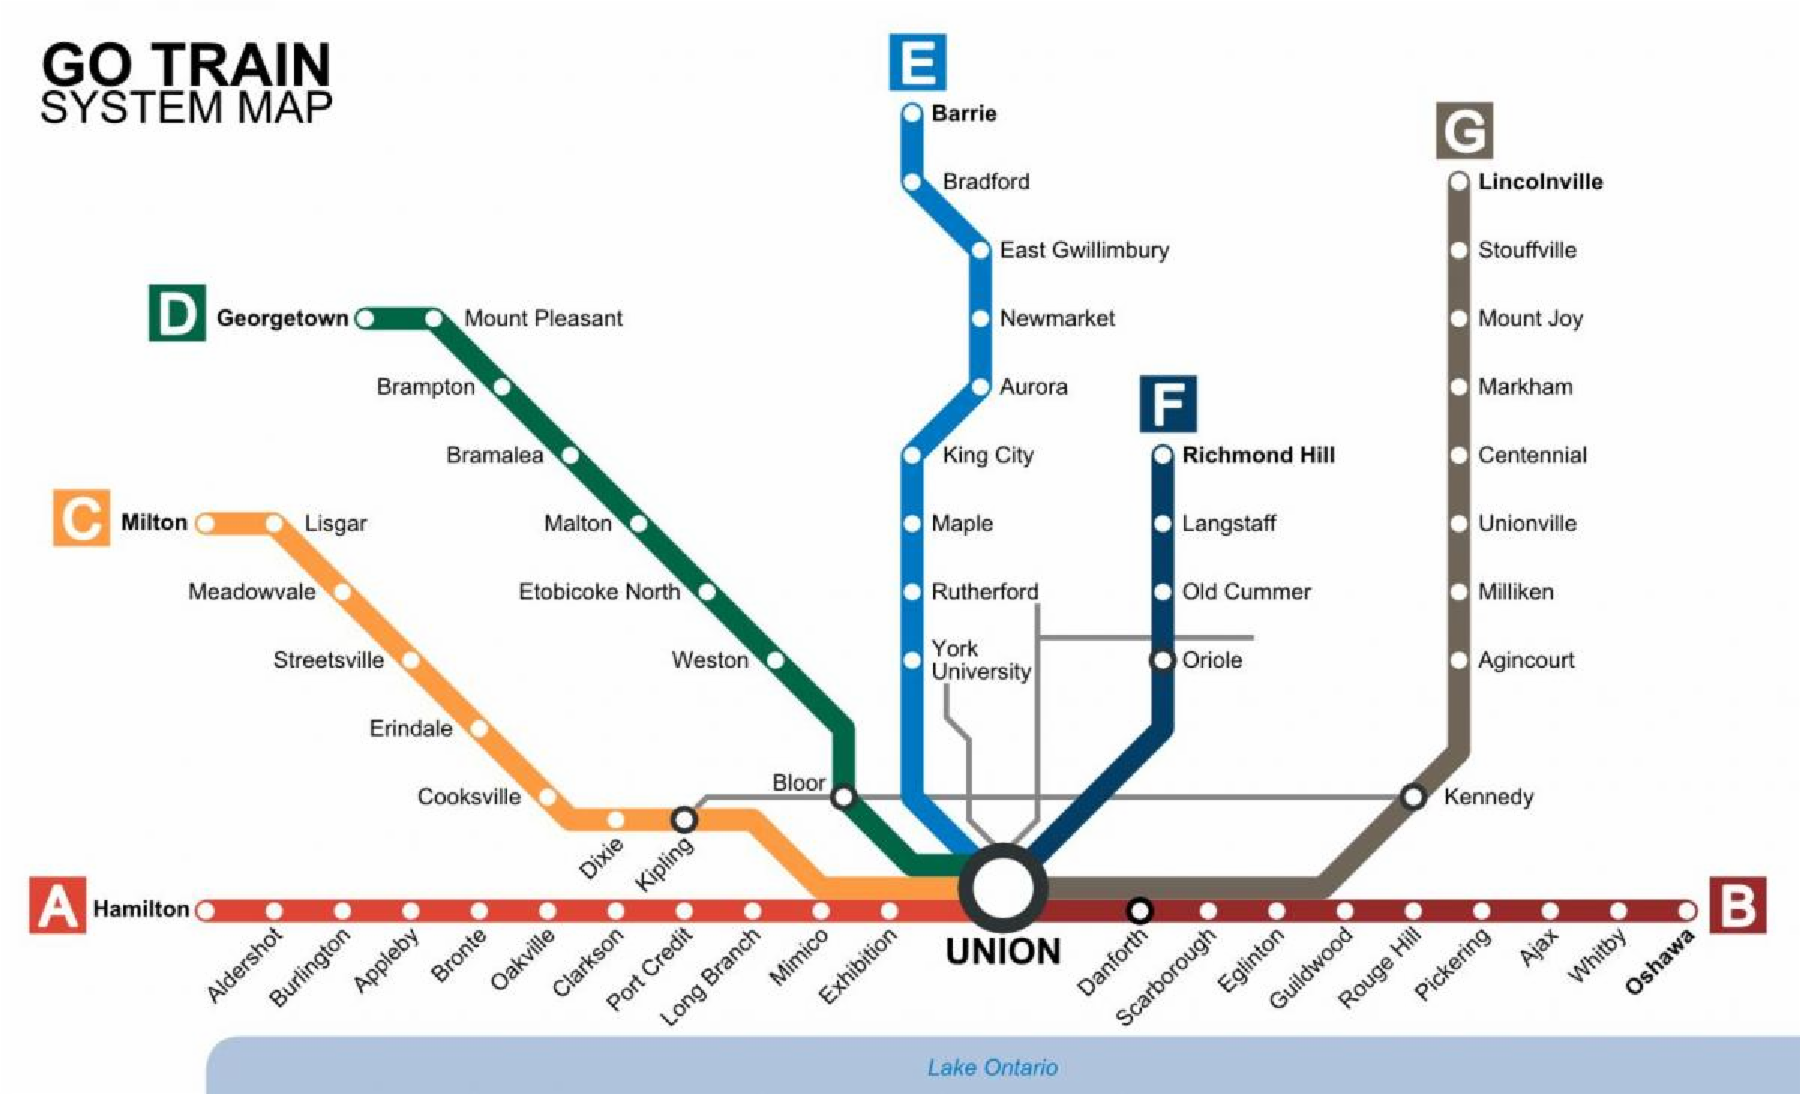 GO TRAIN
SYSTEM MAP
E
Barrie
Bradford
East Gwillimbury
Newmarket
Aurora
King City
Maple
Rutherford
York
University
G
Lincolnville
Stouffville
Mount Joy
Markham
Centennial
Unionville
Milliken
Agincourt
Kennedy
F
Richmond Hill
Langstaff
Old Cummer
Oriole
D
Georgetown
Mount Pleasant
Brampton
Bramalea
Malton
Etobicoke North
Weston
Bloor
C
Milton
Lisgar
Meadowvale
Streetsville
Erindale
Cooksville
Dixie
Kipling
A
Hamilton
Aldershot
Burlington
Appleby
Bronte
Oakville
Clarkson
Port Credit
Long Branch
Mimico
Exhibition
UNION
Danforth
Scarborough
Eglinton
Guildwood
Rouge Hill
Pickering
Ajax
Whitby
Oshawa
B
Lake Ontario